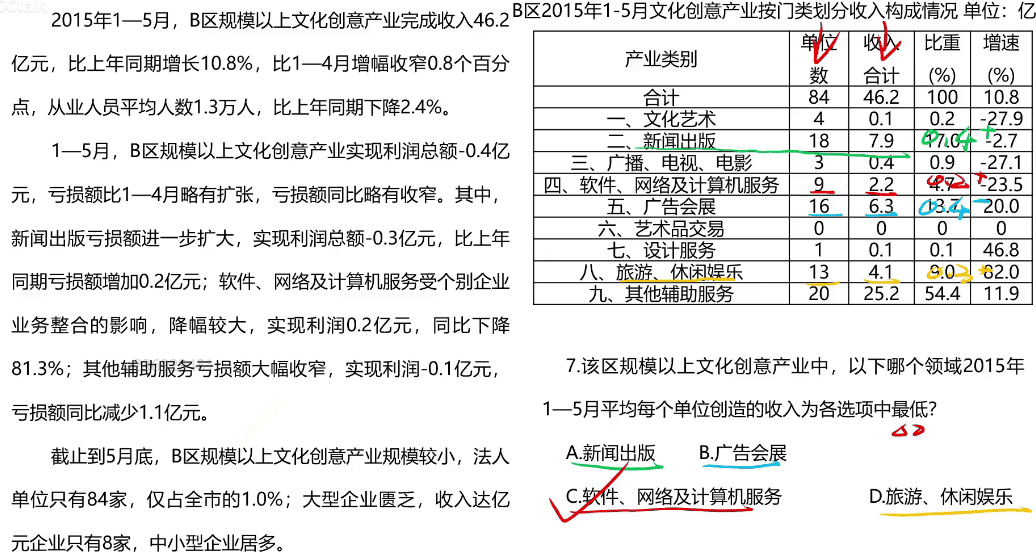 2015年1—5月，B区规模以上文化创意产业完成收入46.2
亿元，比上年同期增长10.8%，比1—4月增幅收窄0.8个百分
点，从业人员平均人数1.3万人，比上年同期下降2.4%。
1—5月，B区规模以上文化创意产业实现利润总额-0.4亿
元，亏损额比1—4月略有扩张，亏损额同比略有收窄。其中，
新闻出版亏损额进一步扩大，实现利润总额-0.3亿元，比上年
同期亏损额增加0.2亿元；软件、网络及计算机服务受个别企业
业务整合的影响，降幅较大，实现利润0.2亿元，同比下降
81.3%；其他辅助服务亏损额大幅收窄，实现利润-0.1亿元，
亏损额同比减少1.1亿元。
截止到5月底，B区规模以上文化创意产业规模较小，法人
单位只有84家，仅占全市的1.0%；大型企业匮乏，收入达亿
元企业只有8家，中小型企业居多。
B区2015年1-5月文化创意产业按门类划分收入构成情况 单位：亿
产业类别 单位数 收入合计 比重(%) 增速(%)
合计 84 46.2 100 10.8
一、文化艺术 4 0.1 0.2 -27.9
二、新闻出版 18 7.9 17.0 0.4+ -2.7
三、广播、电视、电影 3 0.4 0.9 -27.1
四、软件、网络及计算机服务 9 2.2 4.7 0.2+ -23.5
五、广告会展 16 6.3 13.7 0.4- 20.0
六、艺术品交易 0 0 0 0
七、设计服务 1 0.1 0.1 46.8
八、旅游、休闲娱乐 13 4.1 9.0 0.3+ 82.0
九、其他辅助服务 20 25.2 54.4 11.9
7.该区规模以上文化创意产业中，以下哪个领域2015年
1—5月平均每个单位创造的收入为各选项中最低？
A.新闻出版 B.广告会展
C.软件、网络及计算机服务 D.旅游、休闲娱乐